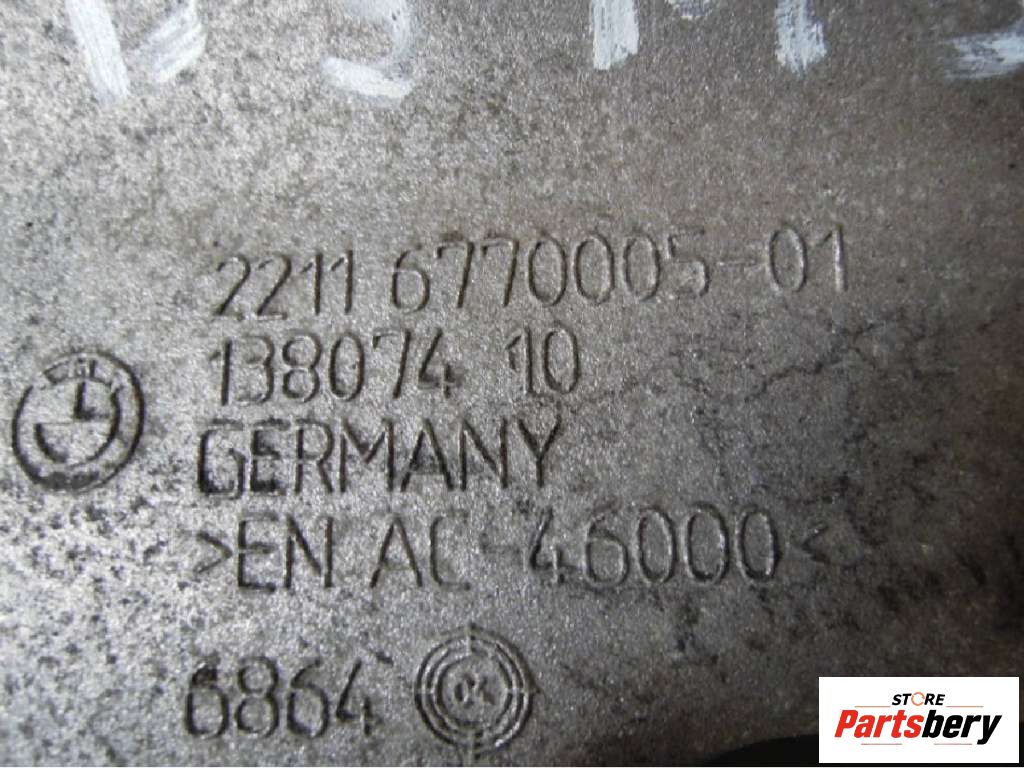 2211 6770005-01
138074 10
GERMANY
>EN AC-46000<
6864
STORE
Partsbery